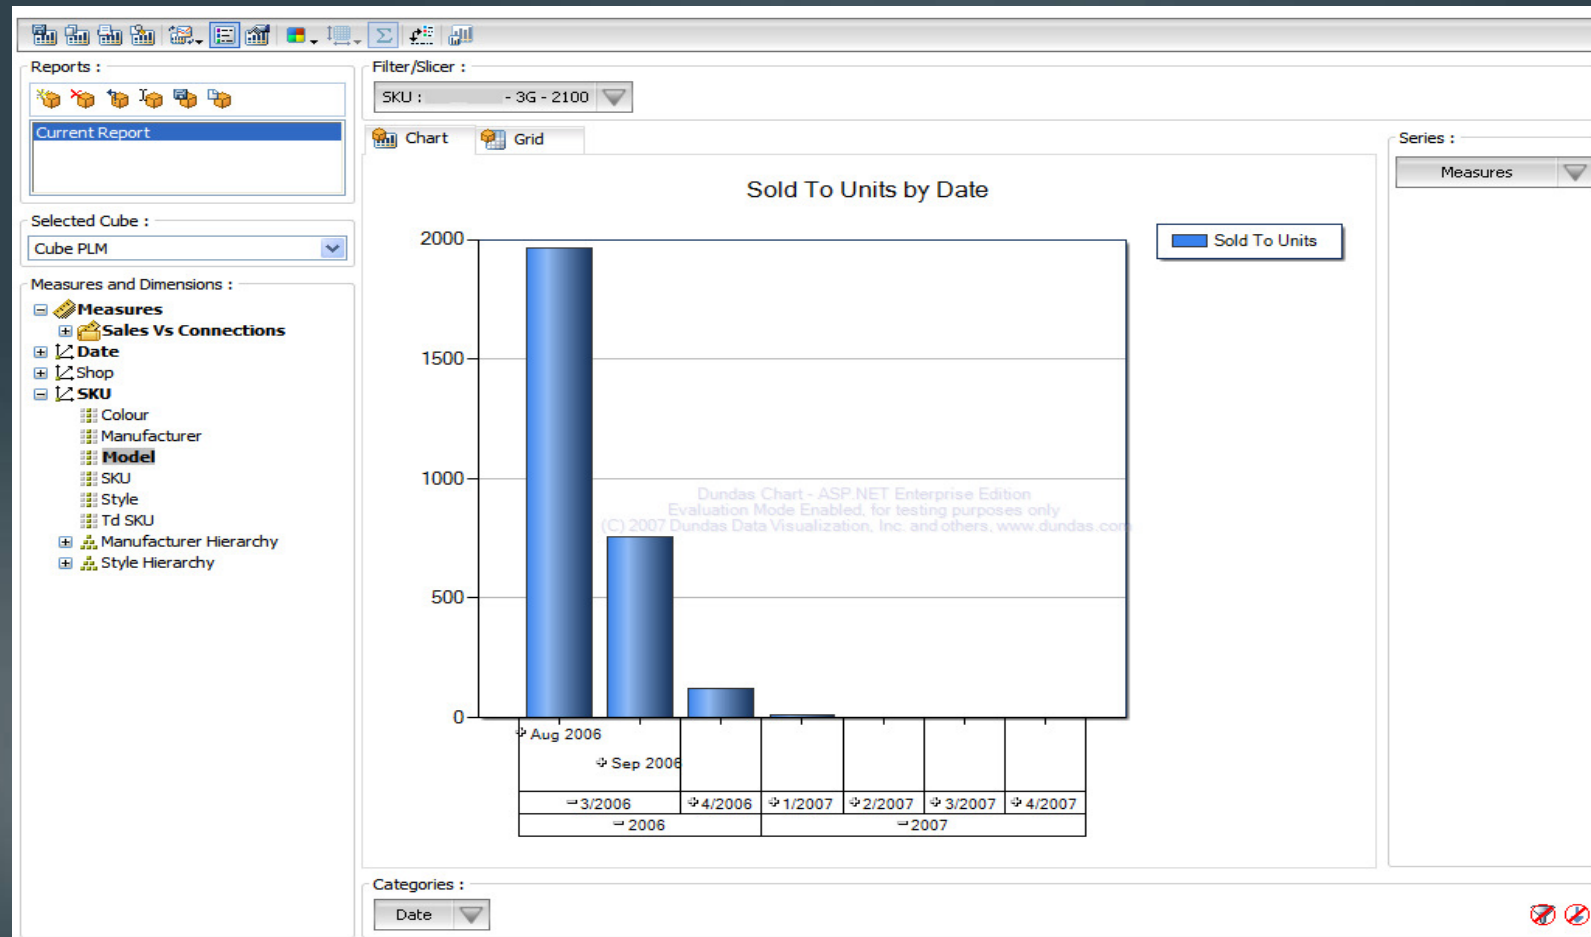 Reports :
Current Report
Selected Cube :
Cube PLM
Measures and Dimensions :
Measures
Sales Vs Connections
Date
Shop
SKU
Colour
Manufacturer
Model
SKU
Style
Td SKU
Manufacturer Hierarchy
Style Hierarchy
Filter/Slicer :
SKU : - 3G - 2100
Chart Grid
Sold To Units by Date
Sold To Units
2000
1500
1000
500
0
Dundas Chart - ASP.NET Enterprise Edition
Evaluation Mode Enabled, for testing purposes only
(C) 2007 Dundas Data Visualization, Inc. and others, www.dundas.com
Aug 2006
Sep 2006
3/2006 4/2006 1/2007 2/2007 3/2007 4/2007
2006 2007
Series :
Measures
Categories :
Date